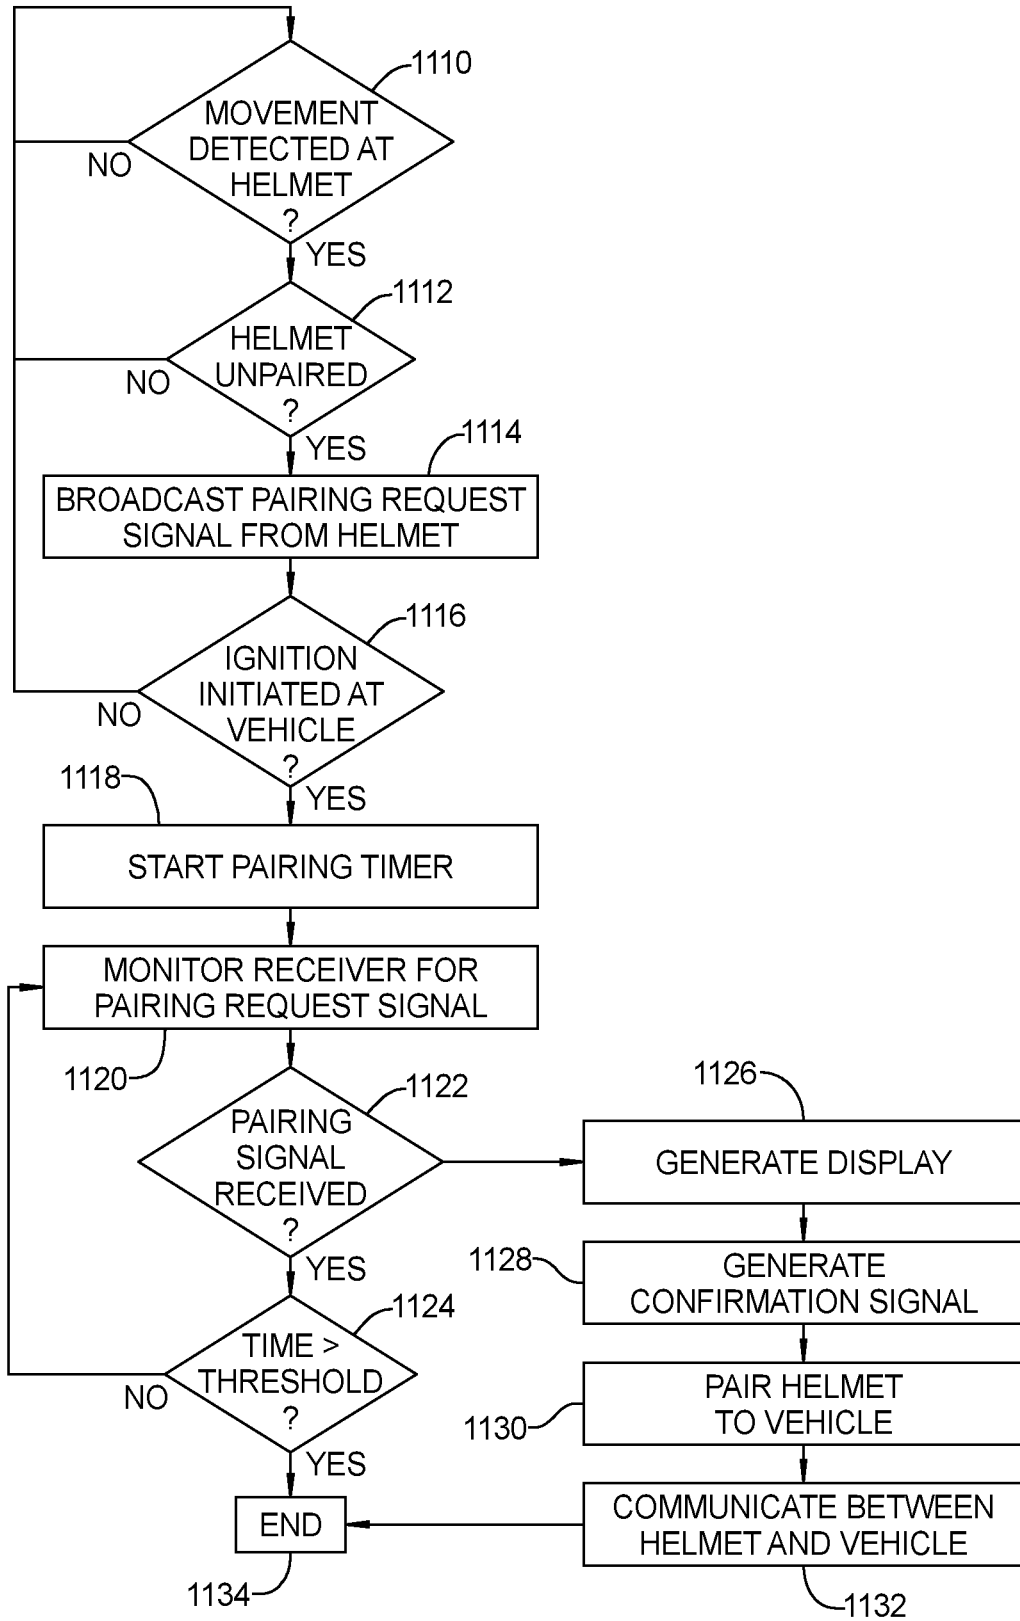 1110
MOVEMENT
DETECTED AT
HELMET
?
NO
YES
1112
HELMET
UNPAIRED
?
NO
YES
1114
BROADCAST PAIRING REQUEST
SIGNAL FROM HELMET
1116
IGNITION
INITIATED AT
VEHICLE
?
NO
YES
1118
START PAIRING TIMER
MONITOR RECEIVER FOR
PAIRING REQUEST SIGNAL
1120
1122
PAIRING
SIGNAL
RECEIVED
?
YES
1124
TIME >
THRESHOLD
?
NO
YES
END
1134
1126
GENERATE DISPLAY
1128
GENERATE
CONFIRMATION SIGNAL
1130
PAIR HELMET
TO VEHICLE
COMMUNICATE BETWEEN
HELMET AND VEHICLE
1132